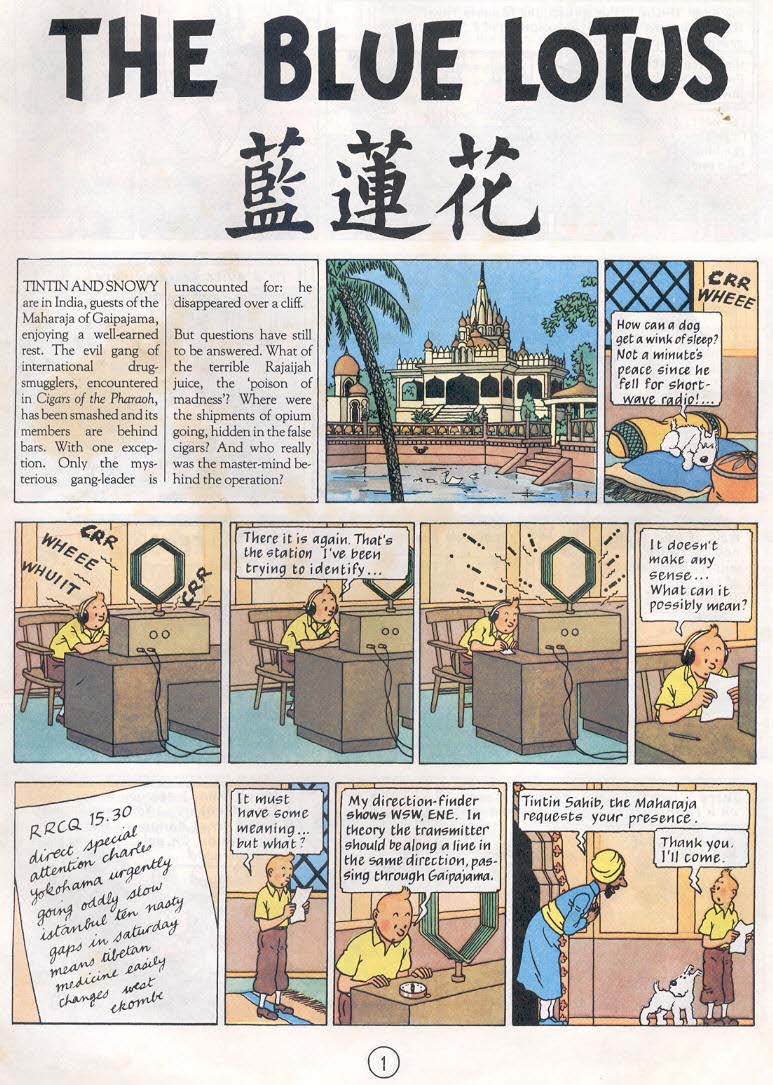 THE BLUE LOTUS
藍蓮花
TINTIN AND SNOWY
are in India, guests of the
Maharaja of Gaipajama,
enjoying a well-earned
rest. The evil gang of
international drug-
smugglers, encountered
in Cigars of the Pharaoh,
has been smashed and its
members are behind
bars. With one excep-
tion. Only the mys-
terious gang-leader is
unaccounted for: he
disappeared over a cliff.
But questions have still
to be answered. What of
the terrible Rajaijah
juice, the 'poison of
madness'? Where were
the shipments of opium
going, hidden in the false
cigars? And who really
was the master-mind be-
hind the operation?
CRR
WHEEE
How can a dog
get a wink of sleep?
Not a minute's
peace since he
fell for short-
wave radio!...
CRR
WHEEE
WHUIIT
CRR
There it is again. That's
the station I've been
trying to identify...
It doesn't
make any
sense...
What can it
possibly mean?
RRCQ 15.30
direct special
attention charles
yokohama urgently
going oddly slow
istanbul ten nasty
gaps in saturday
means tibetan
medicine easily
changes west
ekombe
It must
have some
meaning...
but what?
My direction-finder
shows WSW, ENE. In
theory the transmitter
should be along a line in
the same direction, pas-
sing through Gaipajama.
Tintin Sahib, the Maharaja
requests your presence.
Thank you.
I'll come.
1